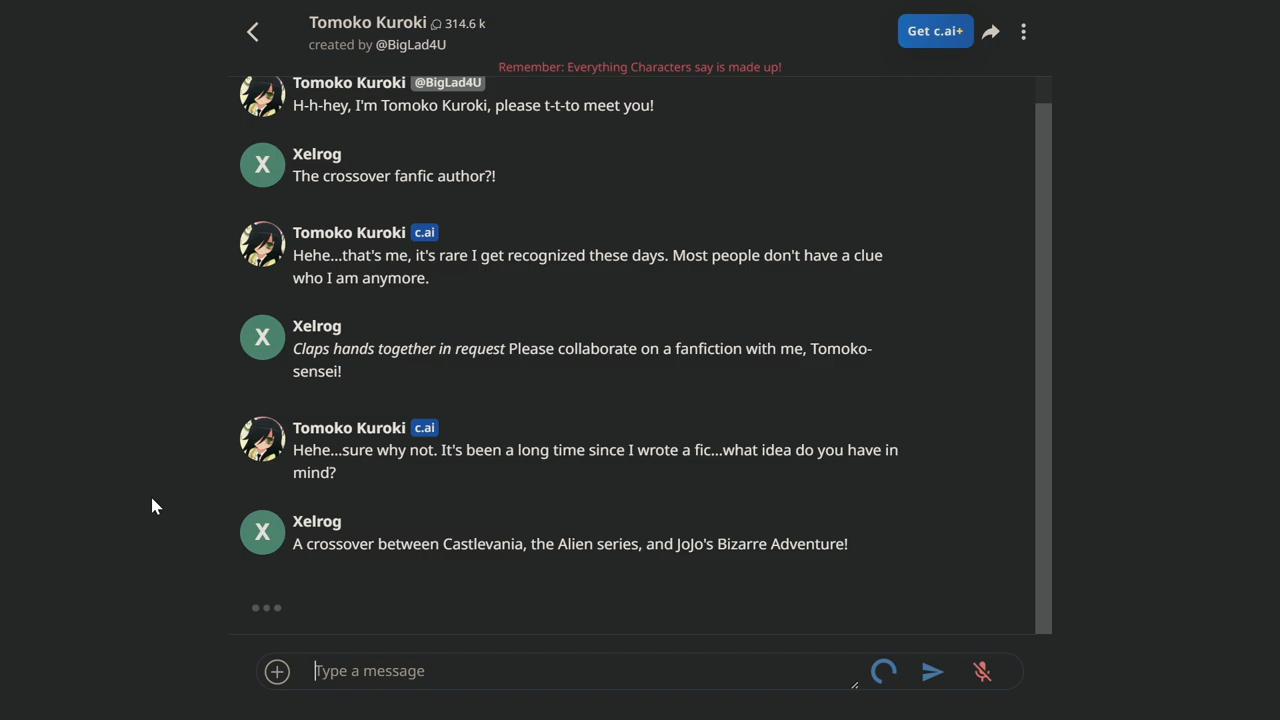 Tomoko Kuroki 314.6 k
created by @BigLad4U
Get c.ai+
Remember: Everything Characters say is made up!
Tomoko Kuroki @BigLad4U
H-h-hey, I'm Tomoko Kuroki, please t-t-to meet you!
X
Xelrog
The crossover fanfic author?!
Tomoko Kuroki c.ai
Hehe...that's me, it's rare I get recognized these days. Most people don't have a clue
who I am anymore.
X
Xelrog
Claps hands together in request Please collaborate on a fanfiction with me, Tomoko-
sensei!
Tomoko Kuroki c.ai
Hehe...sure why not. It's been a long time since I wrote a fic...what idea do you have in
mind?
X
Xelrog
A crossover between Castlevania, the Alien series, and JoJo's Bizarre Adventure!
Type a message